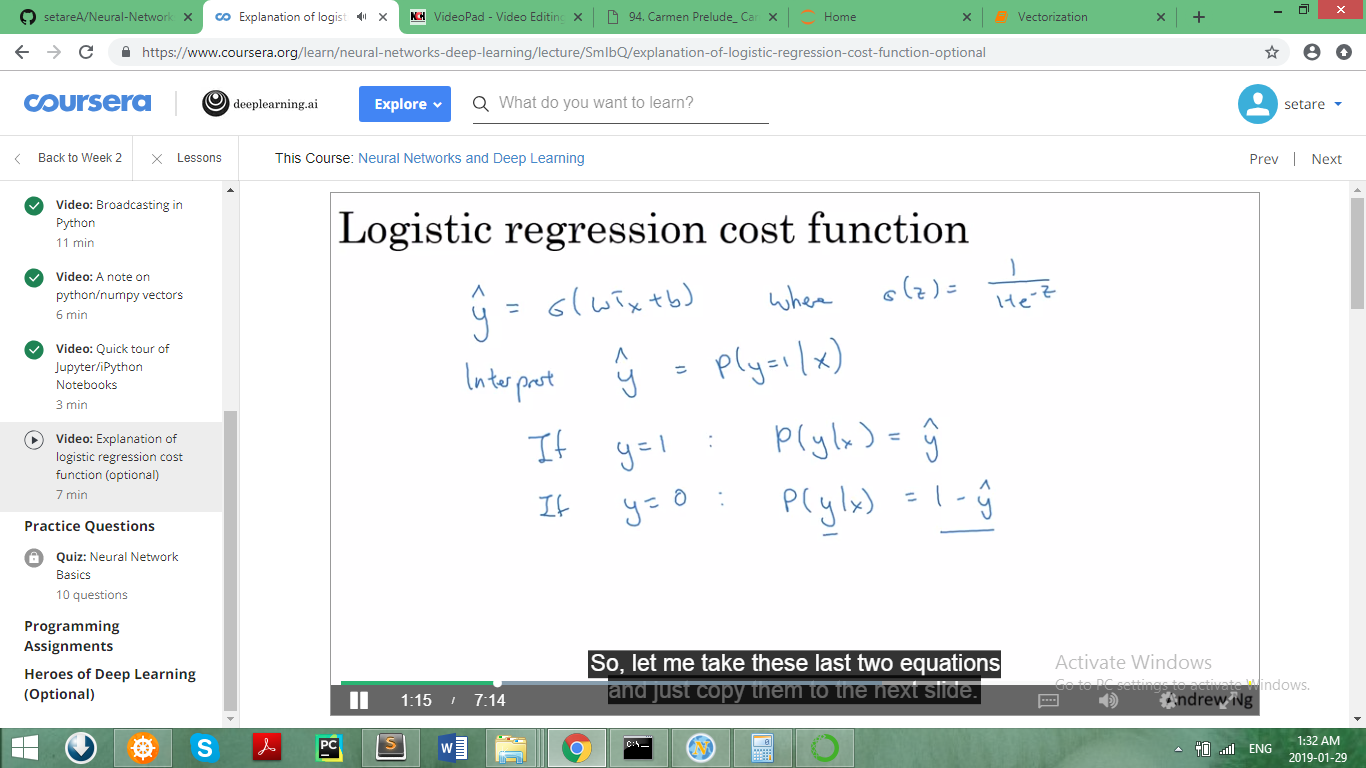 setareA/Neural-Network
Explanation of logist
VideoPad - Video Editing
94. Carmen Prelude_ Car
Home
Vectorization
https://www.coursera.org/learn/neural-networks-deep-learning/lecture/SmIbQ/explanation-of-logistic-regression-cost-function-optional
coursera
deeplearning.ai
Explore
What do you want to learn?
setare
Back to Week 2
Lessons
This Course: Neural Networks and Deep Learning
Prev | Next
Video: Broadcasting in
Python
11 min
Video: A note on
python/numpy vectors
6 min
Video: Quick tour of
Jupyter/iPython
Notebooks
3 min
Video: Explanation of
logistic regression cost
function (optional)
7 min
Practice Questions
Quiz: Neural Network
Basics
10 questions
Programming
Assignments
Heroes of Deep Learning
(Optional)
Logistic regression cost function
ŷ = σ(wᵀx + b) where σ(z) = 1/(1+e^-z)
Interpret ŷ = p(y=1|x)
If y=1 : p(y|x) = ŷ
If y=0 : p(y|x) = 1 - ŷ
So, let me take these last two equations
and just copy them to the next slide.
Activate Windows
Go to PC settings to activate Windows.
1:15 / 7:14
Andrew Ng
ENG
1:32 AM
2019-01-29